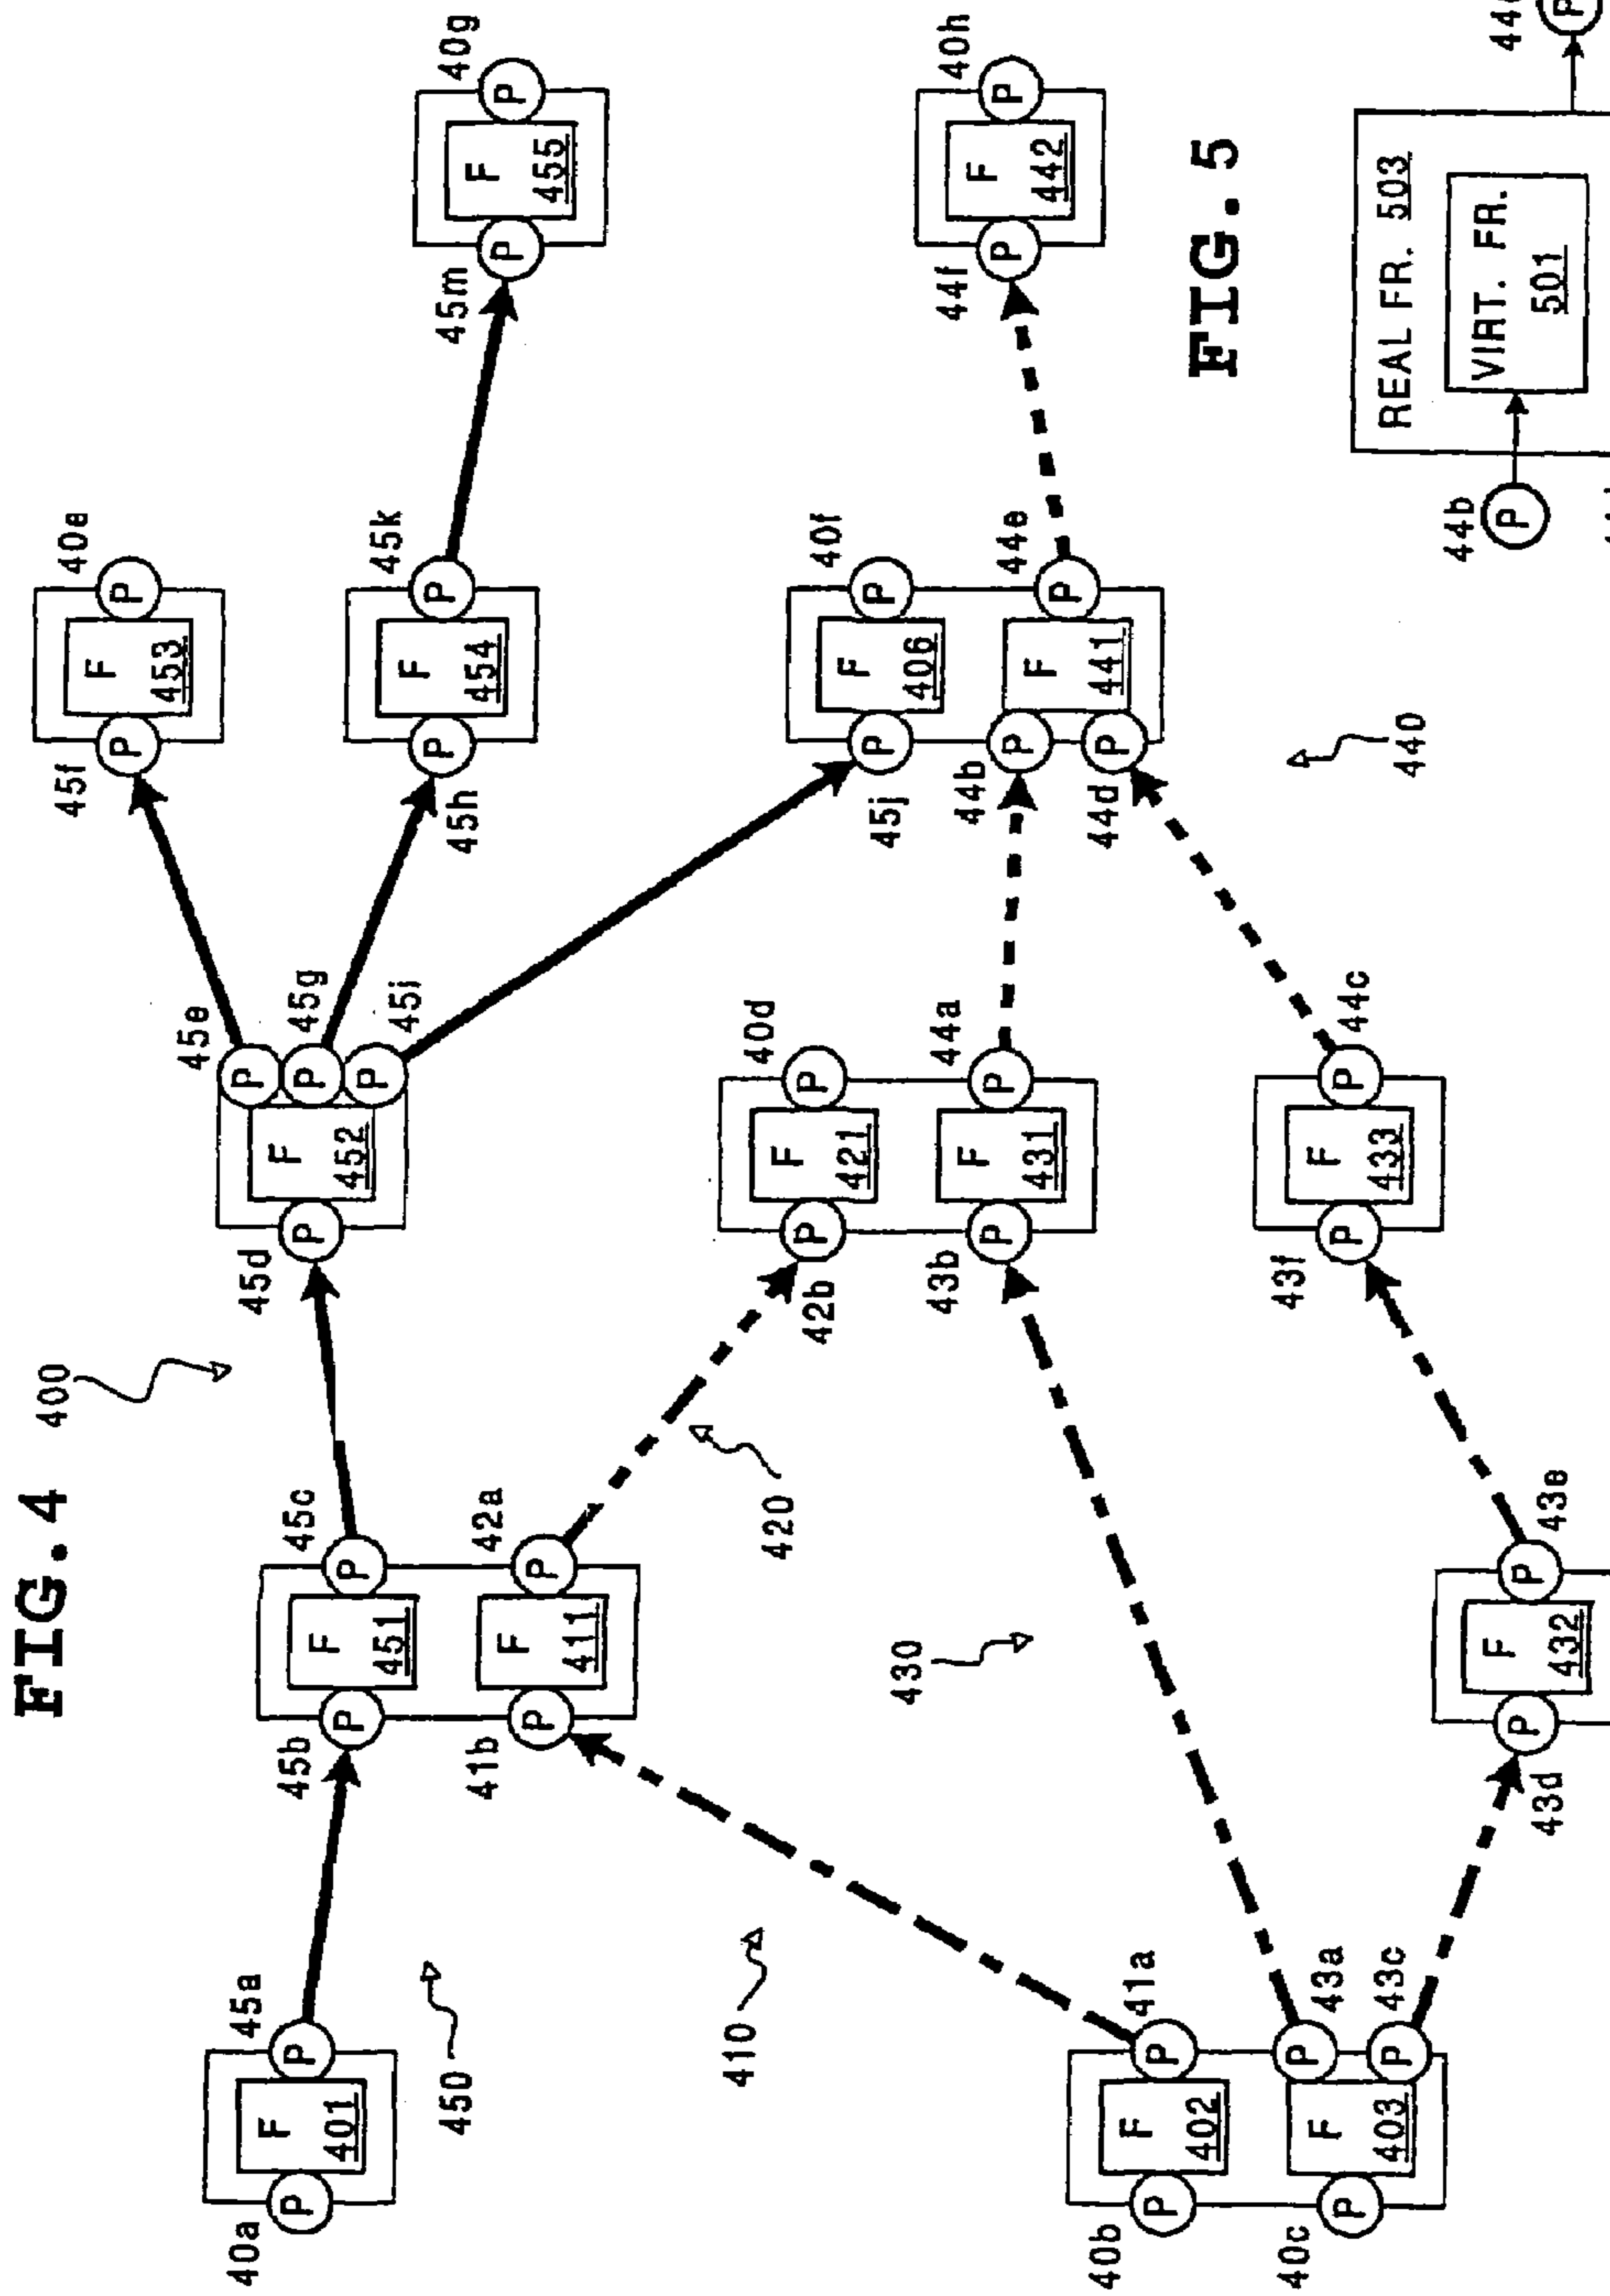 FIG. 4
400
40a
P
F
401
P
45a
450
45b
P
F
451
P
45c
41b
P
F
411
P
42a
45d
P
F
452
P
45e
P
45g
P
45i
45f
P
F
453
P
40e
45h
P
F
454
P
45k
45m
P
F
455
P
40g
410
420
430
440
40b
P
F
402
P
41a
40c
P
F
403
P
43a
P
43c
42b
P
F
421
P
40d
43b
P
F
431
P
44a
43d
P
F
432
P
43e
43f
P
F
433
P
44c
45j
P
F
406
P
40f
44b
P
44d
P
F
441
P
44e
44f
P
F
442
P
40h
FIG. 5
REAL FR. 503
VIRT. FR.
501
44b
P
P